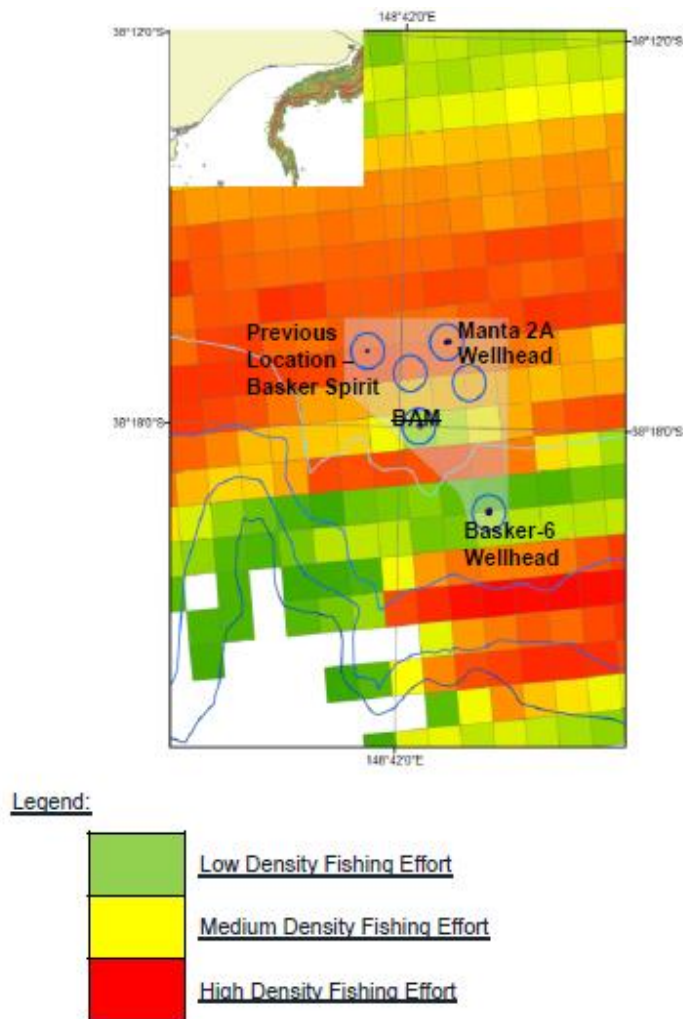 148°42'0"E
38°12'0"S
38°12'0"S
Previous
Location –
Basker Spirit
Manta 2A
Wellhead
BAM
38°18'0"S
38°18'0"S
Basker-6
Wellhead
148°42'0"E
Legend:
Low Density Fishing Effort
Medium Density Fishing Effort
High Density Fishing Effort